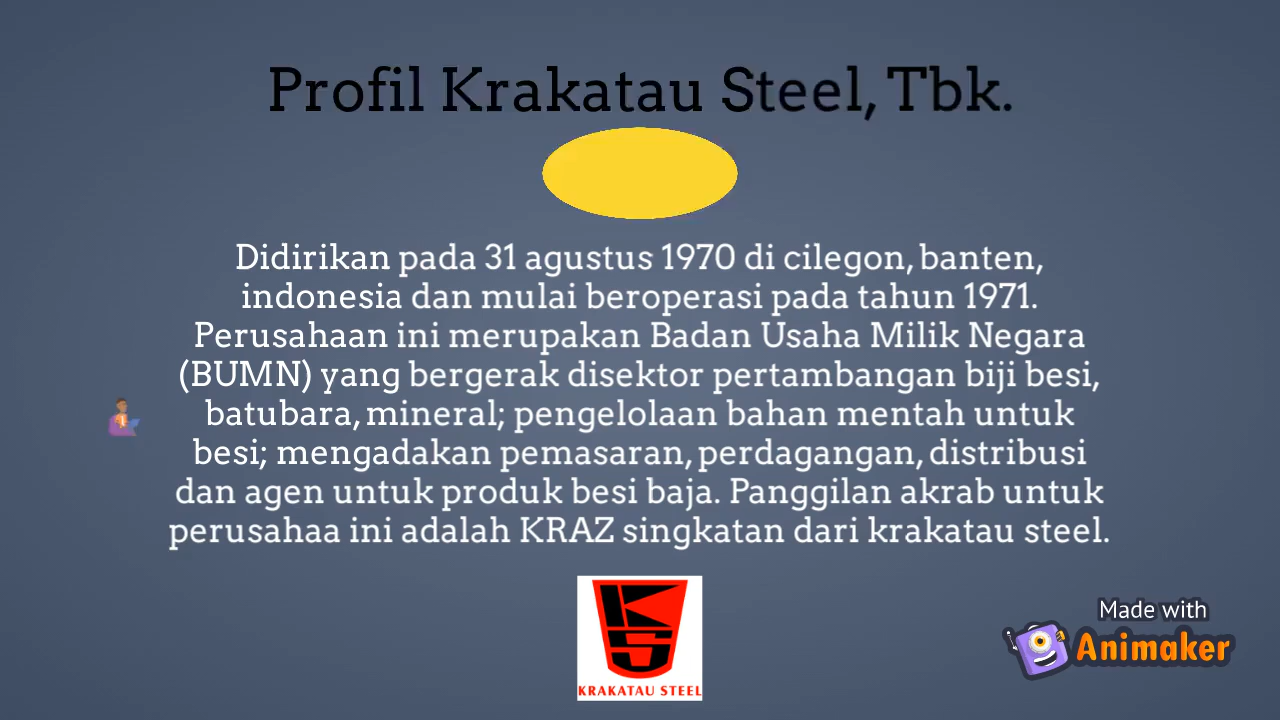 Profil Krakatau Steel, Tbk.
Didirikan pada 31 agustus 1970 di cilegon, banten,
indonesia dan mulai beroperasi pada tahun 1971.
Perusahaan ini merupakan Badan Usaha Milik Negara
(BUMN) yang bergerak disektor pertambangan biji besi,
batubara, mineral; pengelolaan bahan mentah untuk
besi; mengadakan pemasaran, perdagangan, distribusi
dan agen untuk produk besi baja. Panggilan akrab untuk
perusahaa ini adalah KRAZ singkatan dari krakatau steel.
KS
KRAKATAU STEEL
Made with
Animaker